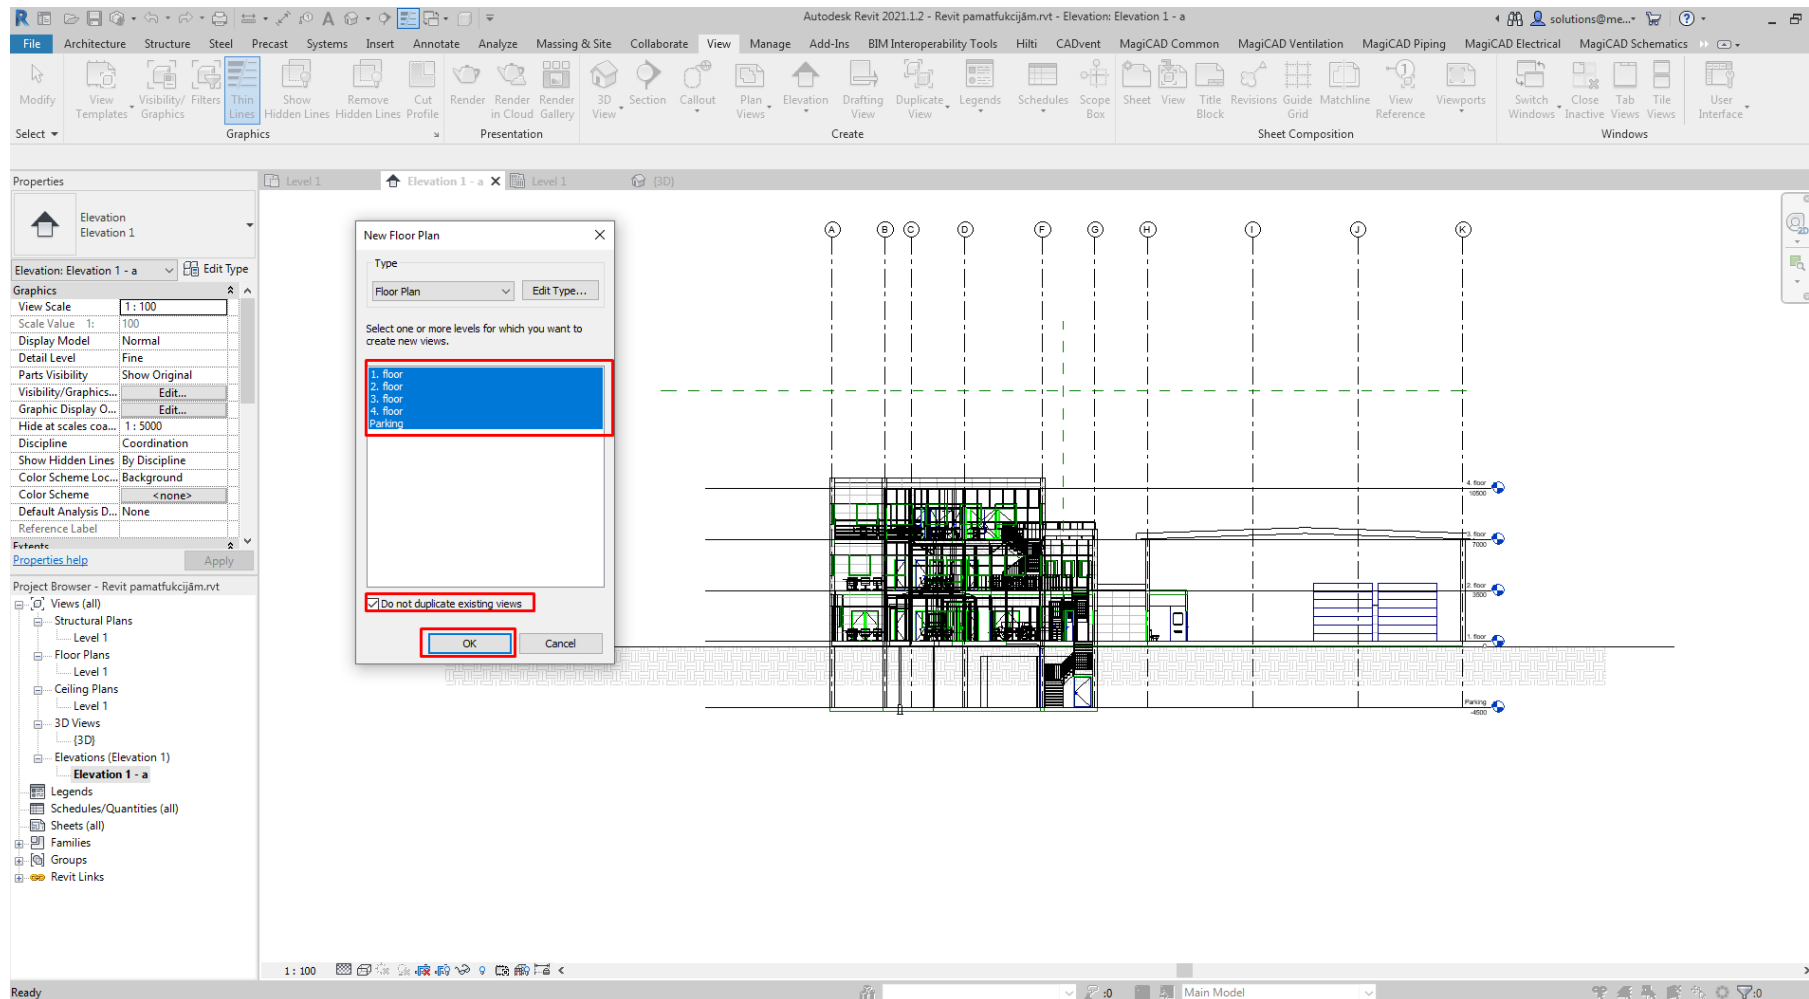 Autodesk Revit 2021.1.2 - Revit pamatfukcijām.rvt - Elevation: Elevation 1 - a
solutions@me...
File Architecture Structure Steel Precast Systems Insert Annotate Analyze Massing & Site Collaborate View Manage Add-Ins BIM Interoperability Tools Hilti CADvent MagiCAD Common MagiCAD Ventilation MagiCAD Piping MagiCAD Electrical MagiCAD Schematics
Modify View Visibility/ Filters Thin Show Remove Cut Render Render Render 3D Section Callout Plan Elevation Drafting Duplicate Legends Schedules Scope Sheet View Title Revisions Guide Matchline View Viewports Switch Close Tab Tile User
Templates Graphics Lines Hidden Lines Hidden Lines Profile in Cloud Gallery View Views View View Box Block Grid Reference Windows Inactive Views Views Interface
Select Graphics Presentation Create Sheet Composition Windows
Properties
Level 1 Elevation 1 - a Level 1 {3D}
Elevation
Elevation 1
Elevation: Elevation 1 - a Edit Type
Graphics
View Scale 1 : 100
Scale Value 1: 100
Display Model Normal
Detail Level Fine
Parts Visibility Show Original
Visibility/Graphics... Edit...
Graphic Display O... Edit...
Hide at scales coa... 1 : 5000
Discipline Coordination
Show Hidden Lines By Discipline
Color Scheme Loc... Background
Color Scheme <none>
Default Analysis D... None
Reference Label
Extents
Properties help Apply
Project Browser - Revit pamatfukcijām.rvt
Views (all)
Structural Plans
Level 1
Floor Plans
Level 1
Ceiling Plans
Level 1
3D Views
{3D}
Elevations (Elevation 1)
Elevation 1 - a
Legends
Schedules/Quantities (all)
Sheets (all)
Families
Groups
Revit Links
New Floor Plan
Type
Floor Plan Edit Type...
Select one or more levels for which you want to
create new views.
1. floor
2. floor
3. floor
4. floor
Parking
Do not duplicate existing views
OK Cancel
A B C D F G H I J K
4. floor
10500
3. floor
7000
2. floor
3500
1. floor
0
Parking
-4500
2D
1 : 100
Ready
:0
Main Model
:0